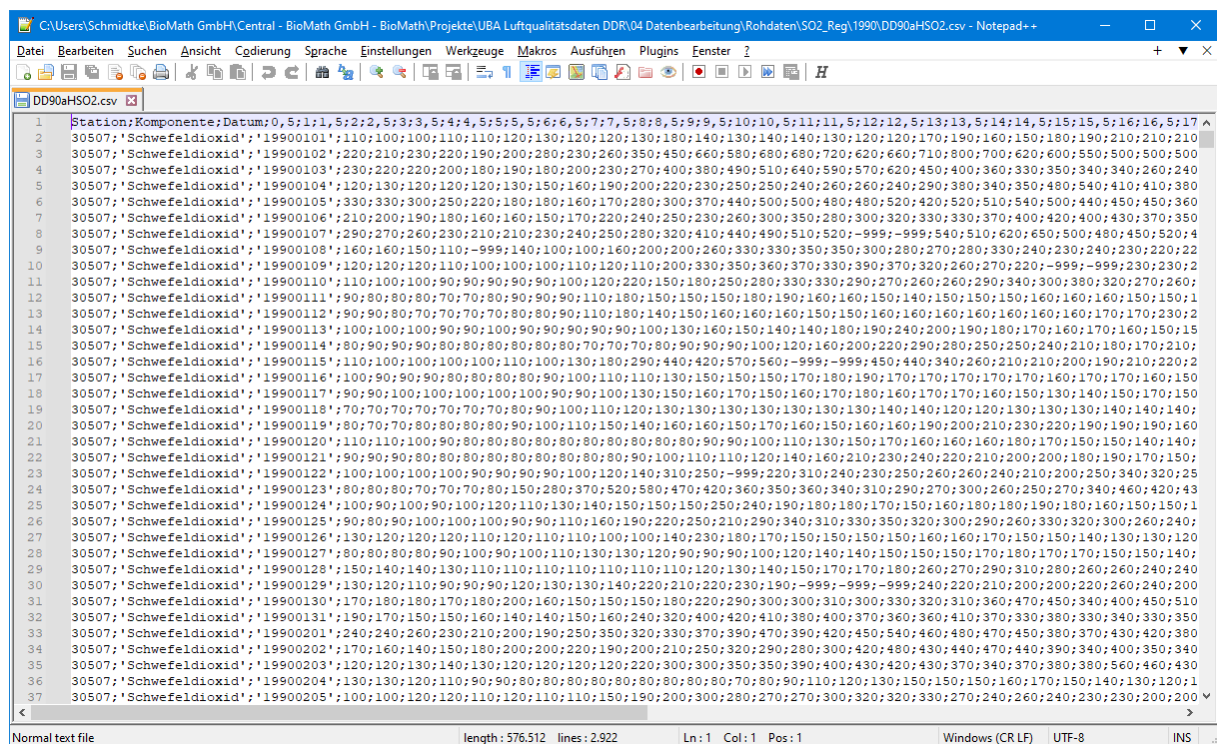 C:\Users\Schmidtke\BioMath GmbH\Central - BioMath GmbH - BioMath\Projekte\UBA Luftqualitätsdaten DDR\04 Datenbearbeitung\Rohdaten\SO2_Reg\1990\DD90aHSO2.csv - Notepad++
Datei Bearbeiten Suchen Ansicht Codierung Sprache Einstellungen Werkzeuge Makros Ausführen Plugins Fenster ?
DD90aHSO2.csv
1 Station;Komponente;Datum;0,5;1;1,5;2;2,5;3;3,5;4;4,5;5;5,5;6;6,5;7;7,5;8;8,5;9;9,5;10;10,5;11;11,5;12;12,5;13;13,5;14;14,5;15;15,5;16;16,5;17
2 30507;'Schwefeldioxid';'19900101';110;100;100;110;110;120;130;120;120;130;180;140;130;140;140;130;120;120;170;190;160;150;180;190;210;210;210
3 30507;'Schwefeldioxid';'19900102';220;210;230;220;190;200;280;230;260;350;450;660;580;680;680;720;620;660;710;800;700;620;600;550;500;500;500
4 30507;'Schwefeldioxid';'19900103';230;220;220;200;180;190;180;200;230;270;400;380;490;510;640;590;570;620;450;400;360;330;350;340;340;260;240
5 30507;'Schwefeldioxid';'19900104';120;130;120;120;120;130;150;160;190;200;220;230;250;250;240;260;260;240;290;380;340;350;480;540;410;410;380
6 30507;'Schwefeldioxid';'19900105';330;330;300;250;220;180;180;160;170;280;300;370;440;500;500;480;480;520;420;520;510;540;500;440;450;450;360
7 30507;'Schwefeldioxid';'19900106';210;200;190;180;160;160;150;170;220;240;250;230;260;300;350;280;300;320;330;330;370;400;420;400;430;370;350
8 30507;'Schwefeldioxid';'19900107';290;270;260;230;210;210;230;240;250;280;320;410;440;490;510;520;-999;-999;540;510;620;650;500;480;450;520;4
9 30507;'Schwefeldioxid';'19900108';160;160;150;110;-999;140;100;100;160;200;200;260;330;330;350;350;300;280;270;280;330;240;230;240;230;220;22
10 30507;'Schwefeldioxid';'19900109';120;120;120;110;100;100;100;110;120;110;200;330;350;360;370;330;390;370;320;260;270;220;-999;-999;230;230;2
11 30507;'Schwefeldioxid';'19900110';110;100;100;90;90;90;90;90;100;120;220;150;180;250;280;330;330;290;270;260;260;290;340;300;380;320;270;260;
12 30507;'Schwefeldioxid';'19900111';90;80;80;80;70;70;80;90;90;90;110;180;150;150;150;180;190;160;160;150;140;150;150;150;160;160;160;150;150;1
13 30507;'Schwefeldioxid';'19900112';90;90;80;70;70;70;70;80;80;90;110;180;140;150;160;160;160;150;150;160;160;160;160;160;160;160;170;170;230;2
14 30507;'Schwefeldioxid';'19900113';100;100;100;90;90;100;90;90;90;90;90;100;130;160;150;140;140;180;190;240;200;190;180;170;160;170;160;150;15
15 30507;'Schwefeldioxid';'19900114';80;90;90;90;80;80;80;80;80;70;70;70;80;90;90;90;100;120;160;200;220;290;280;250;250;240;210;180;170;210;
16 30507;'Schwefeldioxid';'19900115';110;100;100;100;100;110;100;130;180;290;440;420;570;560;-999;-999;450;440;340;260;210;210;200;190;210;220;2
17 30507;'Schwefeldioxid';'19900116';100;90;90;90;80;80;80;80;90;100;110;110;130;150;150;150;170;180;190;170;170;170;170;170;160;170;170;160;150
18 30507;'Schwefeldioxid';'19900117';90;90;100;100;100;100;100;90;90;100;130;150;160;170;150;160;170;180;160;170;170;160;150;130;140;150;170;150
19 30507;'Schwefeldioxid';'19900118';70;70;70;70;70;70;80;90;100;110;120;130;130;130;130;130;130;130;140;140;120;120;130;130;130;140;140;140;
20 30507;'Schwefeldioxid';'19900119';80;70;70;80;80;80;80;90;100;110;150;140;160;160;150;170;160;150;160;160;190;200;210;230;220;190;190;190;160
21 30507;'Schwefeldioxid';'19900120';110;110;100;90;80;80;80;80;80;80;80;80;80;80;90;90;100;110;130;150;170;160;160;160;180;170;150;150;140;140;
22 30507;'Schwefeldioxid';'19900121';90;90;90;80;80;80;80;80;80;80;80;90;100;110;110;120;140;160;210;230;240;220;210;200;200;180;190;170;150;
23 30507;'Schwefeldioxid';'19900122';100;100;100;100;90;90;90;90;100;120;140;310;250;-999;220;310;240;230;250;260;260;240;210;200;250;340;320;25
24 30507;'Schwefeldioxid';'19900123';80;80;80;70;70;70;80;150;280;370;520;580;470;420;360;350;360;340;310;290;270;300;260;250;270;340;460;420;43
25 30507;'Schwefeldioxid';'19900124';100;90;100;90;100;120;110;130;140;150;150;150;250;240;190;180;180;170;150;160;180;180;190;180;160;150;150;1
26 30507;'Schwefeldioxid';'19900125';90;80;90;100;100;100;90;90;110;160;190;220;250;210;290;340;310;330;350;320;300;290;260;330;320;300;260;240;
27 30507;'Schwefeldioxid';'19900126';130;120;120;120;110;120;110;110;100;100;140;230;180;170;150;150;150;150;160;160;170;150;150;140;130;130;120
28 30507;'Schwefeldioxid';'19900127';80;80;80;80;90;100;90;100;110;130;130;120;90;90;90;100;120;140;140;150;150;150;170;180;170;170;150;150;140;
29 30507;'Schwefeldioxid';'19900128';150;140;140;130;110;110;110;110;110;110;110;120;130;140;150;170;170;180;260;270;290;310;280;260;260;240;240
30 30507;'Schwefeldioxid';'19900129';130;120;110;90;90;90;120;130;130;140;220;210;220;230;190;-999;-999;-999;240;220;210;200;200;220;260;240;200
31 30507;'Schwefeldioxid';'19900130';170;180;180;170;180;200;160;150;150;150;180;220;290;300;300;310;300;330;320;310;360;470;450;340;400;450;510
32 30507;'Schwefeldioxid';'19900131';190;170;150;150;160;140;140;150;160;240;320;400;420;410;380;400;370;360;360;410;370;330;380;330;340;330;350
33 30507;'Schwefeldioxid';'19900201';240;240;260;230;210;200;190;250;350;320;330;370;390;470;390;420;450;540;460;480;470;450;380;370;430;420;380
34 30507;'Schwefeldioxid';'19900202';170;160;140;150;180;200;200;220;190;200;210;250;320;290;280;300;420;480;430;440;470;440;390;340;400;350;340
35 30507;'Schwefeldioxid';'19900203';120;120;130;140;130;120;120;120;120;220;300;300;350;350;390;400;430;420;430;370;340;370;380;380;560;460;430
36 30507;'Schwefeldioxid';'19900204';130;130;120;110;90;90;80;80;80;80;80;80;80;80;70;80;90;110;120;130;150;150;150;160;170;150;140;130;120;1
37 30507;'Schwefeldioxid';'19900205';100;100;120;120;110;120;110;110;150;190;200;300;280;270;270;300;320;320;330;270;240;260;240;230;230;200;200
Normal text file length : 576.512 lines : 2.922 Ln : 1 Col : 1 Pos : 1 Windows (CR LF) UTF-8 INS